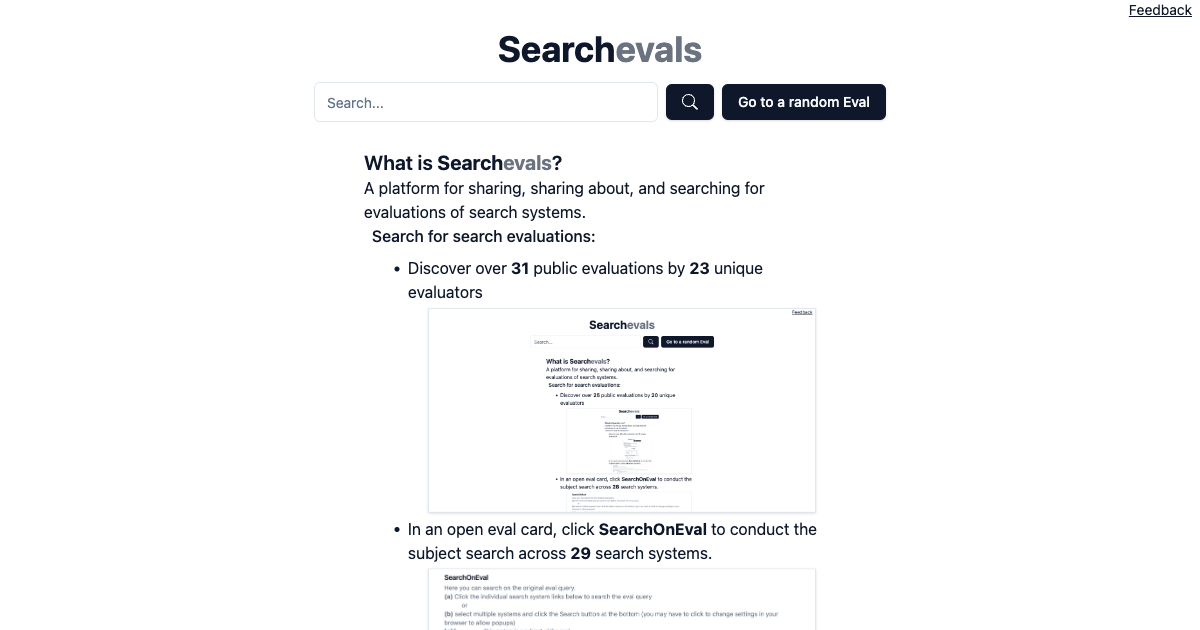 Feedback
Searchevals
Search...
Go to a random Eval
What is Searchevals?
A platform for sharing, sharing about, and searching for
evaluations of search systems.
Search for search evaluations:
• Discover over 31 public evaluations by 23 unique
evaluators
Feedback
Searchevals
Search...
Go to a random Eval
What is Searchevals?
A platform for sharing, sharing about, and searching for
evaluations of search systems.
Search for search evaluations:
• Discover over 25 public evaluations by 20 unique
evaluators
Searchevals
• In an open eval card, click SearchOnEval to conduct the
subject search across 28 search systems.
• In an open eval card, click SearchOnEval to conduct the
subject search across 29 search systems.
SearchOnEval
Here you can search on the original eval query.
(a) Click the individual search system links below to search the eval query
or
(b) select multiple systems and click the Search button at the bottom (you may have to click to change settings in your
browser to allow popups)